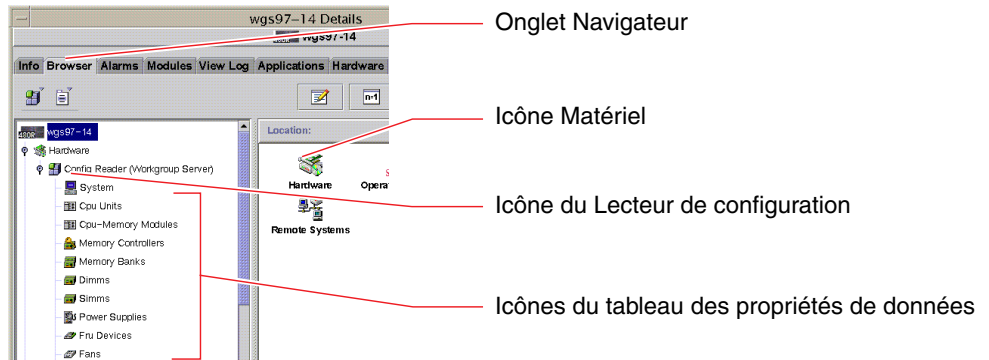 wgs97-14 Details
wgs97-14
Info Browser Alarms Modules View Log Applications Hardware
n-1
480R wgs97-14
Hardware
Config Reader (Workgroup Server)
System
Cpu Units
Cpu-Memory Modules
Memory Controllers
Memory Banks
Dimms
Simms
Power Supplies
Fru Devices
Fans
Location:
Hardware
Opera
Remote Systems
Onglet Navigateur
Icône Matériel
Icône du Lecteur de configuration
Icônes du tableau des propriétés de données